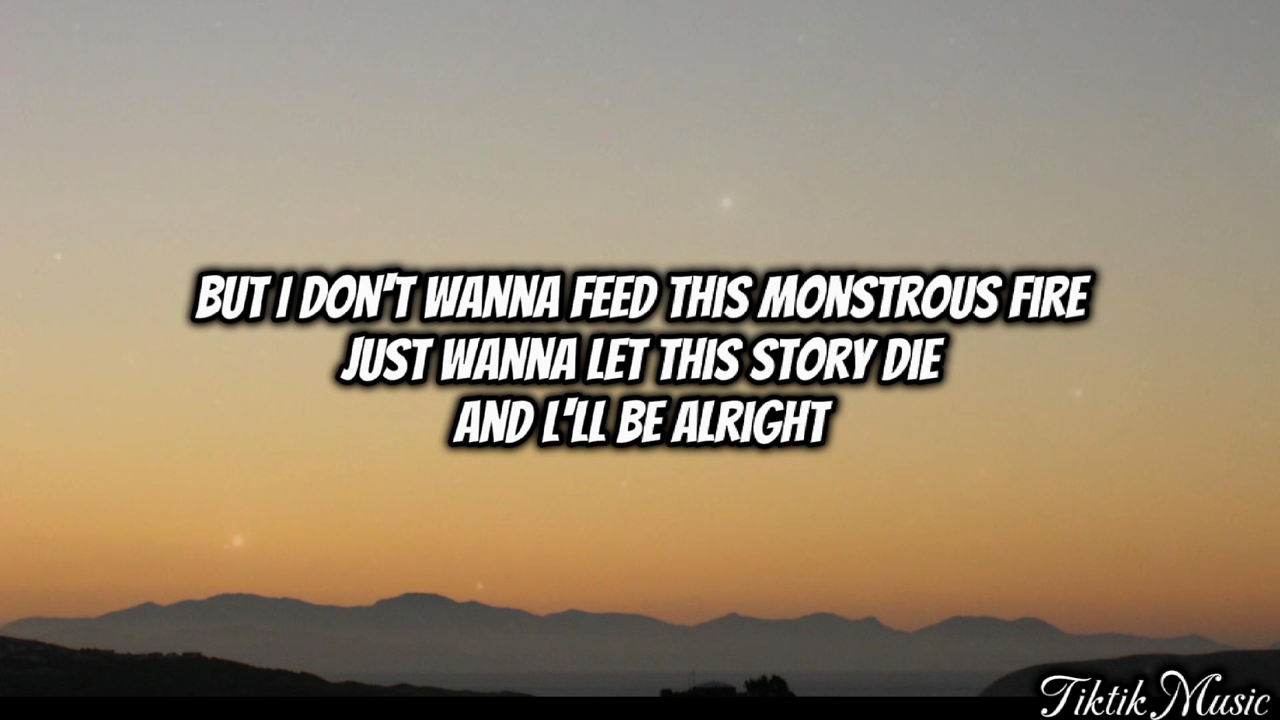 BUT I DON'T WANNA FEED THIS MONSTROUS FIRE
JUST WANNA LET THIS STORY DIE
AND L'LL BE ALRIGHT
Tiktik Music